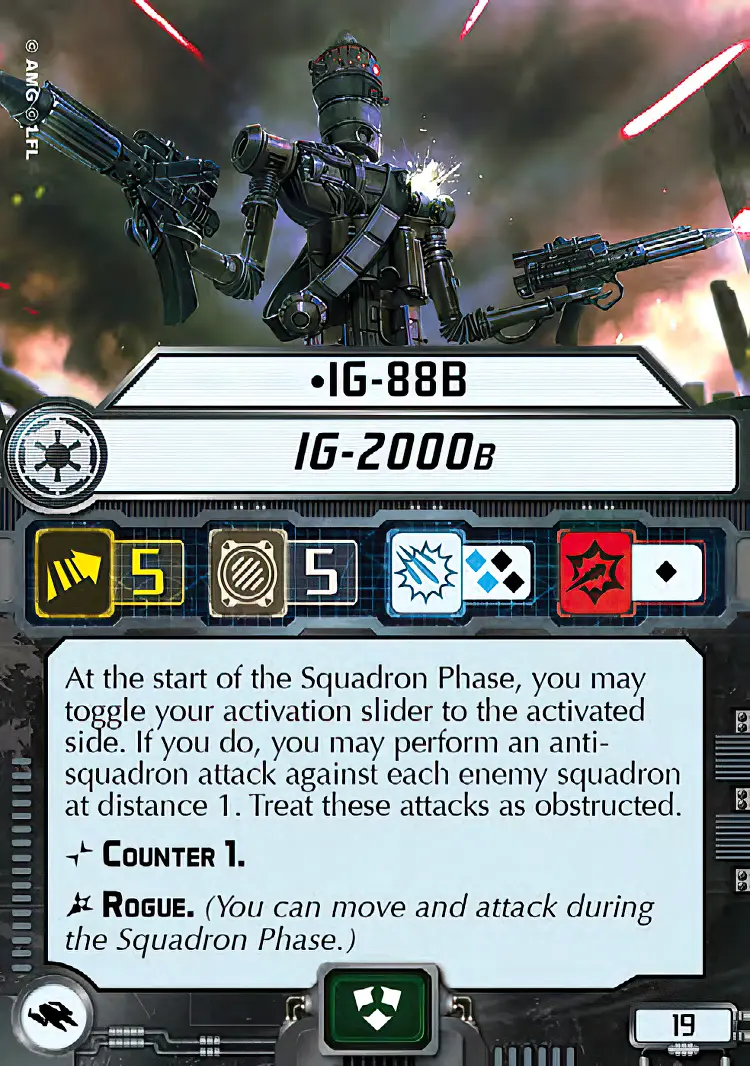 © AMG © LFL
•IG-88B
IG-2000B
5
5
At the start of the Squadron Phase, you may
toggle your activation slider to the activated
side. If you do, you may perform an anti-
squadron attack against each enemy squadron
at distance 1. Treat these attacks as obstructed.
Counter 1.
Rogue. (You can move and attack during
the Squadron Phase.)
19